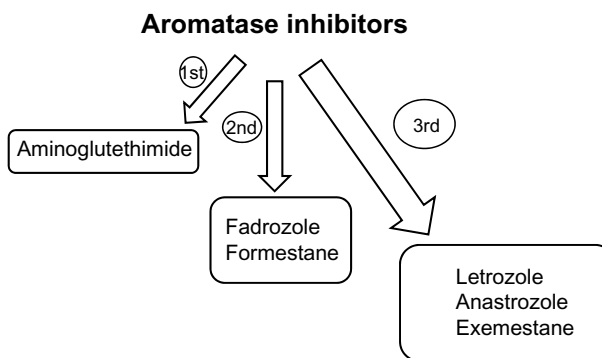 Aromatase inhibitors
1st
2nd
3rd
Aminoglutethimide
Fadrozole
Formestane
Letrozole
Anastrozole
Exemestane